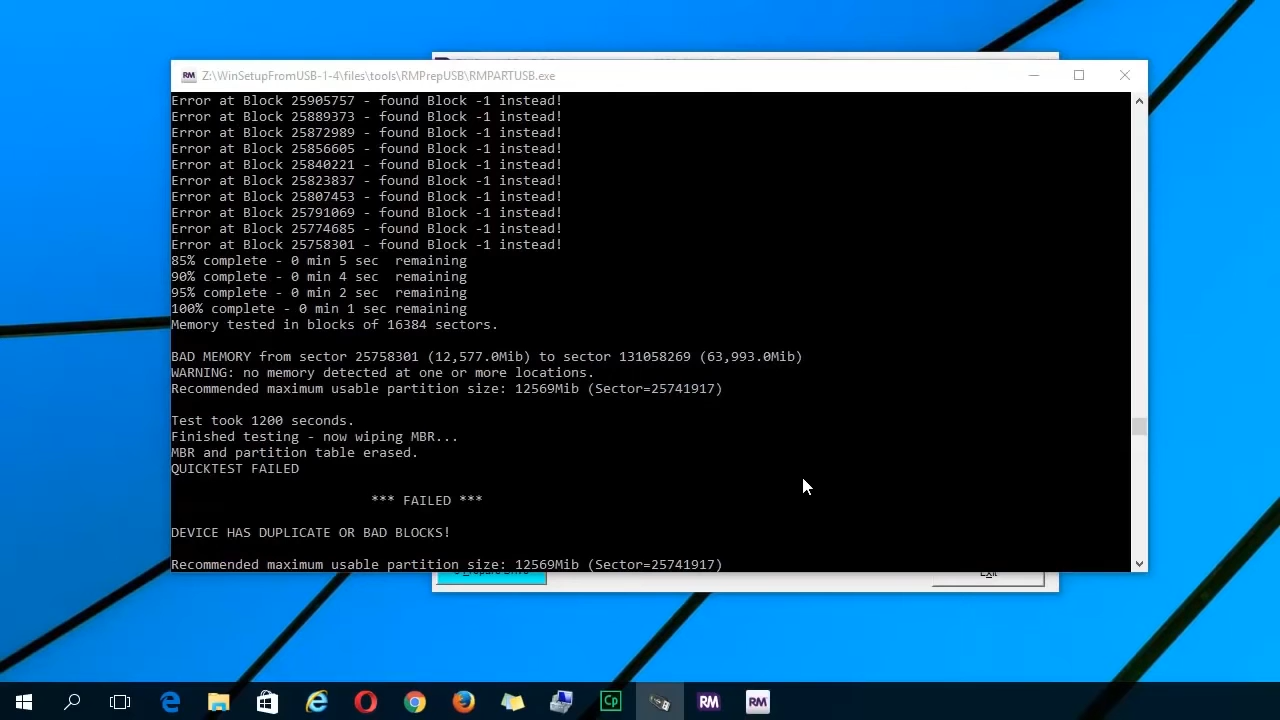 RM Z:\WinSetupFromUSB-1-4\files\tools\RMPrepUSB\RMPARTUSB.exe
Error at Block 25905757 - found Block -1 instead!
Error at Block 25889373 - found Block -1 instead!
Error at Block 25872989 - found Block -1 instead!
Error at Block 25856605 - found Block -1 instead!
Error at Block 25840221 - found Block -1 instead!
Error at Block 25823837 - found Block -1 instead!
Error at Block 25807453 - found Block -1 instead!
Error at Block 25791069 - found Block -1 instead!
Error at Block 25774685 - found Block -1 instead!
Error at Block 25758301 - found Block -1 instead!
85% complete - 0 min 5 sec  remaining
90% complete - 0 min 4 sec  remaining
95% complete - 0 min 2 sec  remaining
100% complete - 0 min 1 sec remaining
Memory tested in blocks of 16384 sectors.
BAD MEMORY from sector 25758301 (12,577.0Mib) to sector 131058269 (63,993.0Mib)
WARNING: no memory detected at one or more locations.
Recommended maximum usable partition size: 12569Mib (Sector=25741917)
Test took 1200 seconds.
Finished testing - now wiping MBR...
MBR and partition table erased.
QUICKTEST FAILED
*** FAILED ***
DEVICE HAS DUPLICATE OR BAD BLOCKS!
Recommended maximum usable partition size: 12569Mib (Sector=25741917)
Exit
Cp RM RM